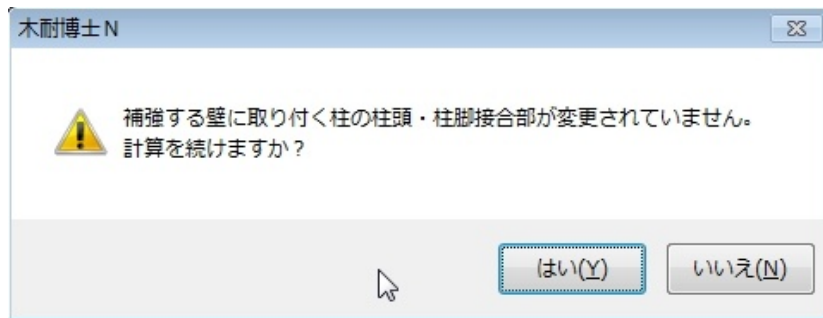 木耐博士N
補強する壁に取り付く柱の柱頭・柱脚接合部が変更されていません。
計算を続けますか？
はい(Y)
いいえ(N)